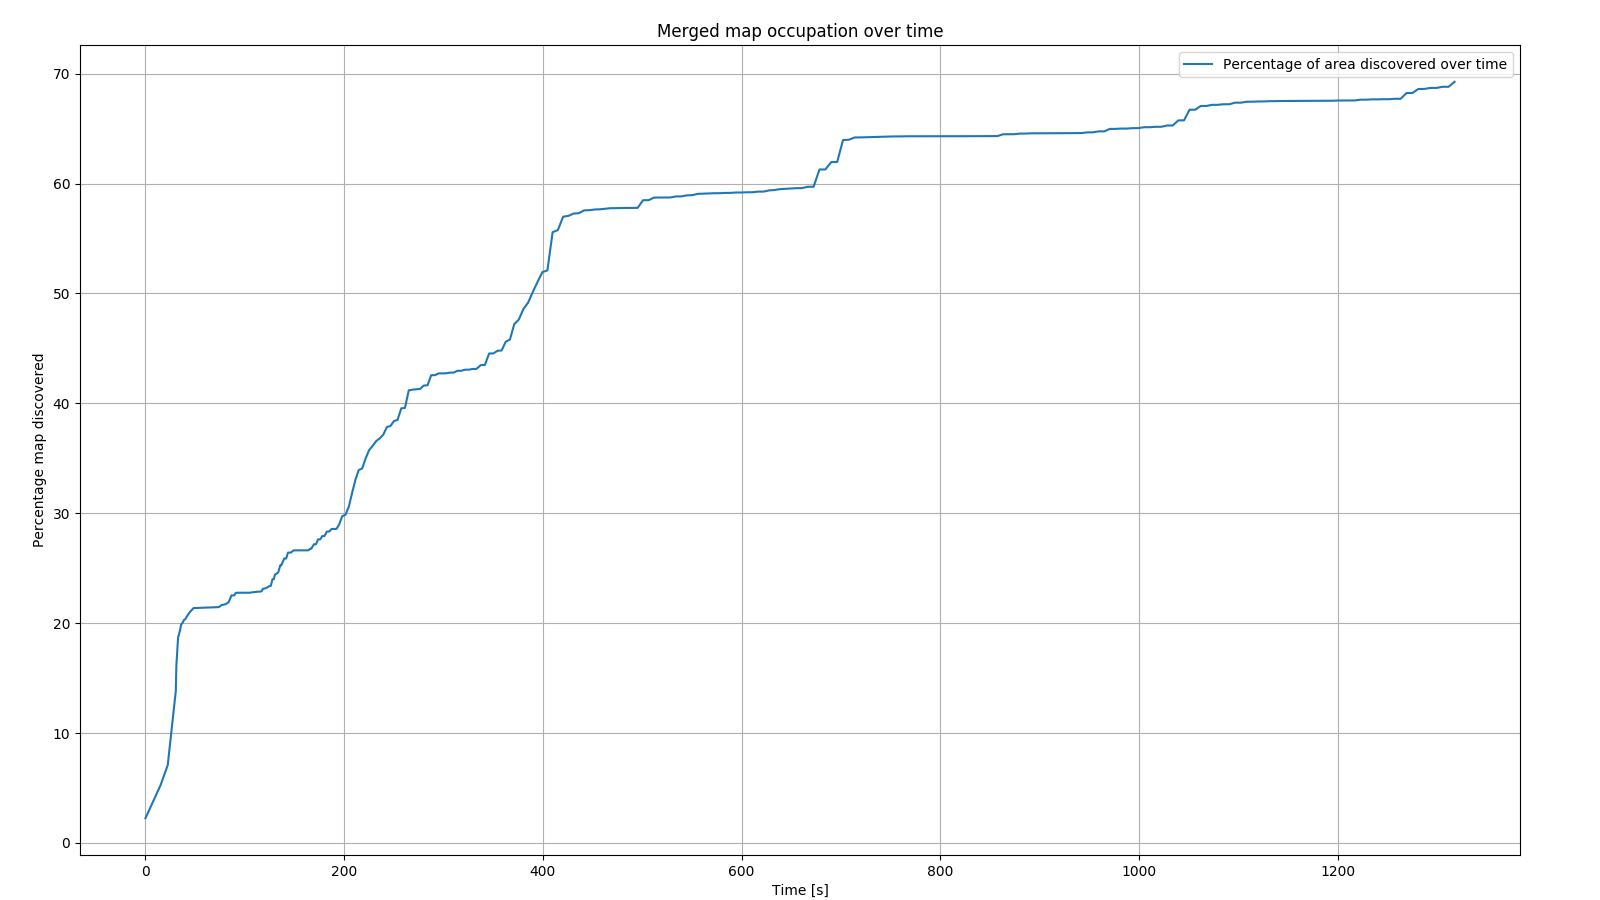 Merged map occupation over time
Percentage of area discovered over time
Percentage map discovered
70
60
50
40
30
20
10
0
0 200 400 600 800 1000 1200
Time [s]